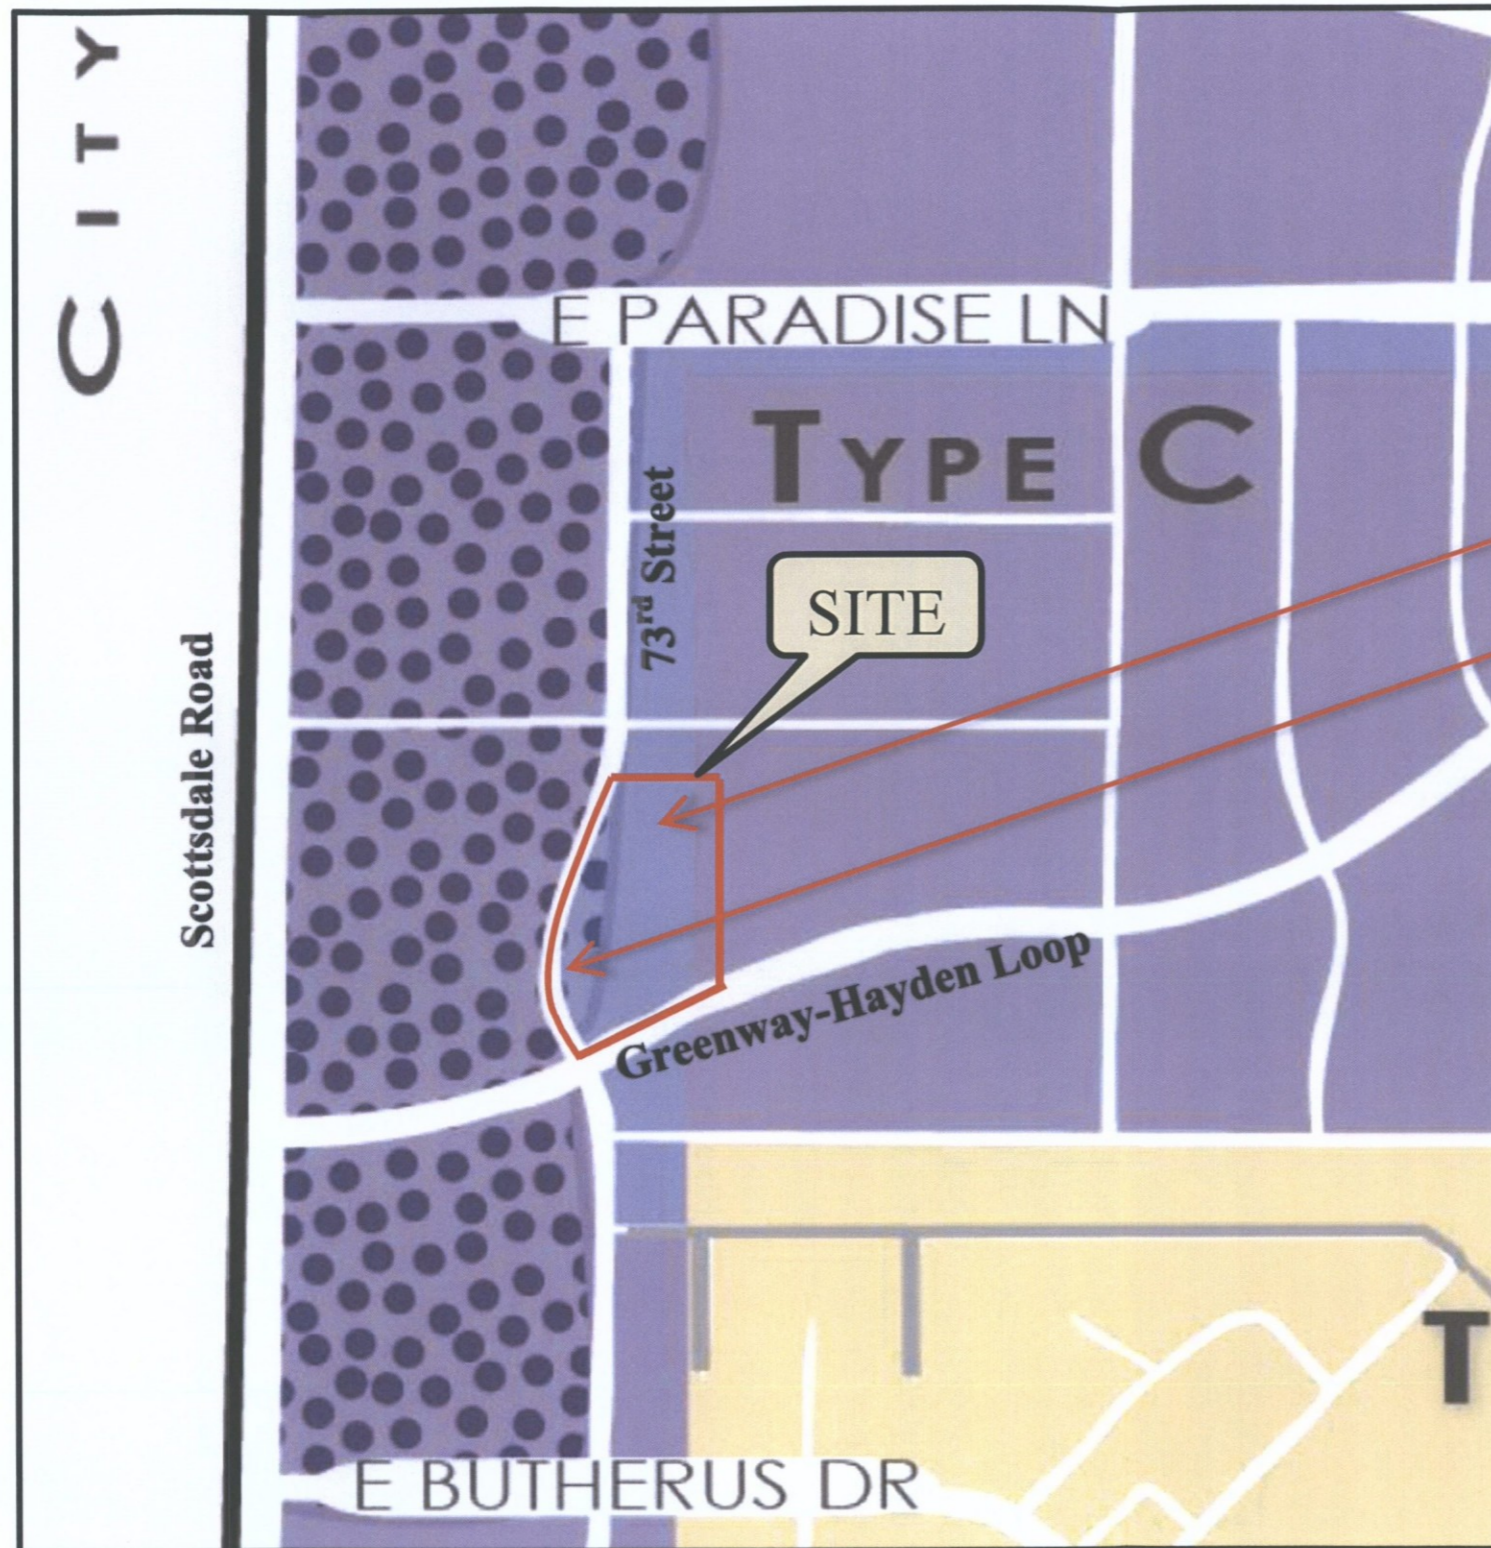 CITY
E PARADISE LN
TYPE C
73rd Street
SITE
Scottsdale Road
Greenway-Hayden Loop
T
E BUTHERUS DR